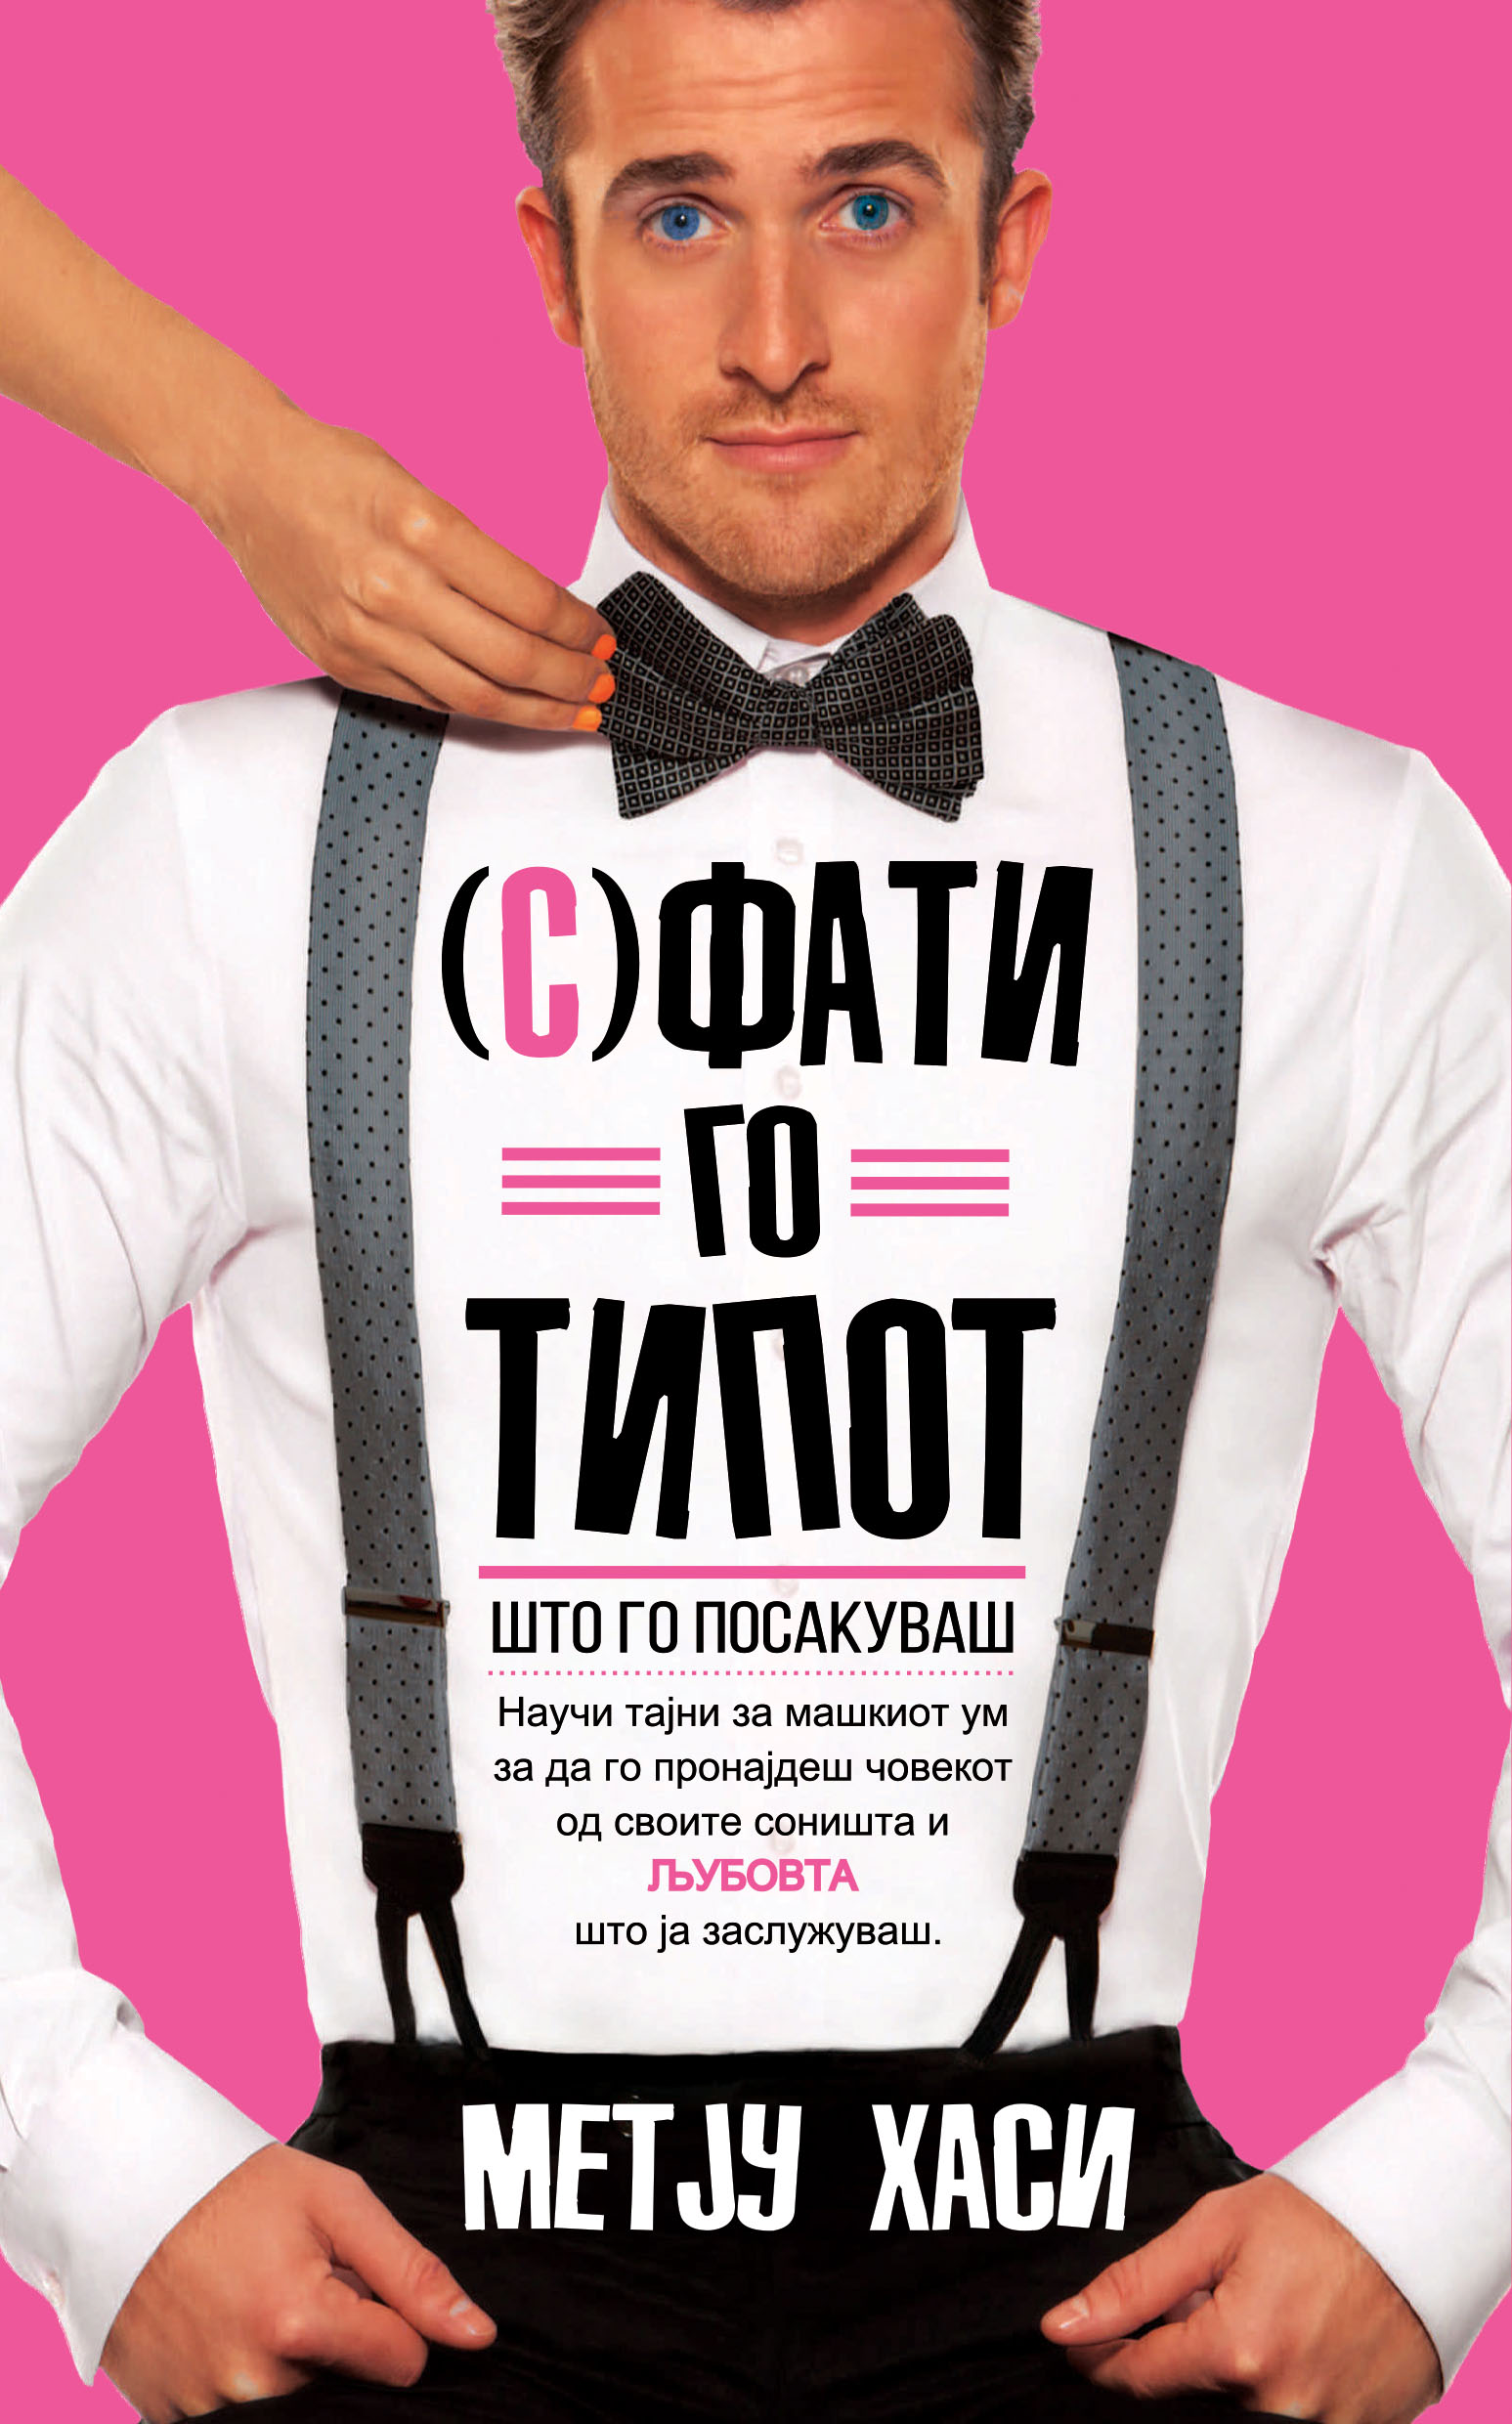 (С)ФАТИ
ГО
ТИПОТ
ШТО ГО ПОСАКУВАШ
Научи тајни за машкиот ум
за да го пронајдеш човекот
од своите соништа и
ЉУБОВТА
што ја заслужуваш.
МЕТЈУ ХАСИ